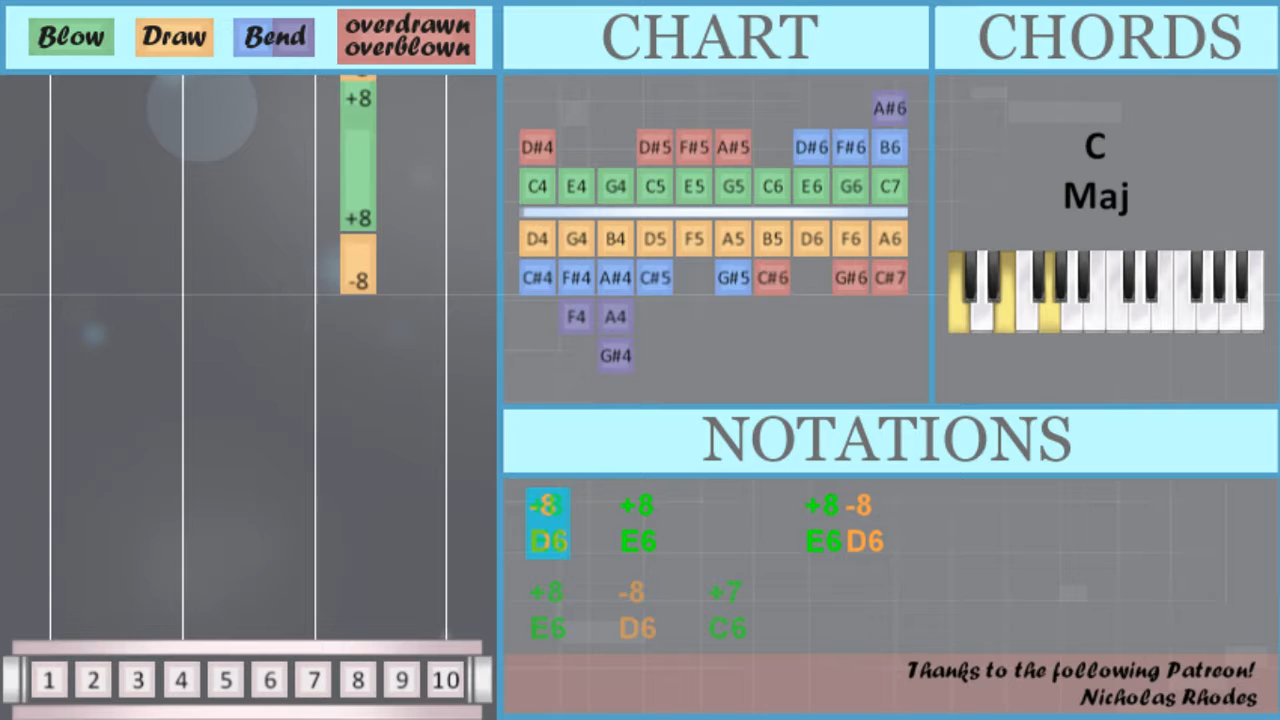 Blow Draw Bend overdrawn
overblown
CHART
CHORDS
+8
+8
-8
A#6
D#4 D#5 F#5 A#5 D#6 F#6 B6
C4 E4 G4 C5 E5 G5 C6 E6 G6 C7
D4 G4 B4 D5 F5 A5 B5 D6 F6 A6
C#4 F#4 A#4 C#5 G#5 C#6 G#6 C#7
F4 A4
G#4
C
Maj
NOTATIONS
-8 +8 +8 -8
D6 E6 E6 D6
+8 -8 +7
E6 D6 C6
1 2 3 4 5 6 7 8 9 10
Thanks to the following Patreon!
Nicholas Rhodes